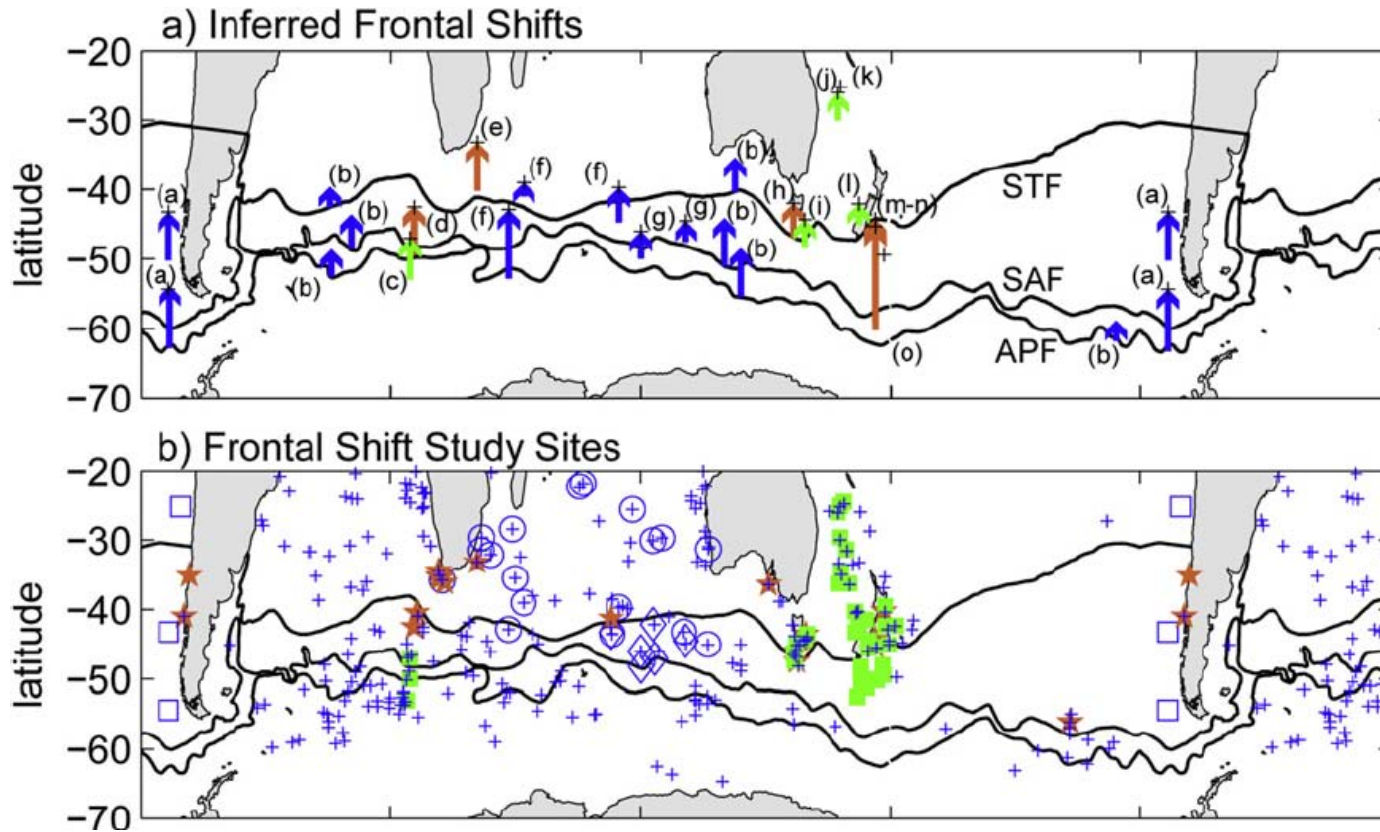 a) Inferred Frontal Shifts
−20
(j) (k)
−30
(e)
(b)
(f)
(f)
(b)
−40
(a)
(b)
(d)
(f)
(g)
(g)
(b)
(h)
(i)
(l)
(m-n)
STF
(a)
−50
(a)
(b)
(c)
(b)
SAF
(a)
−60
(o)
APF
(b)
−70
latitude
b) Frontal Shift Study Sites
−20
−30
−40
−50
−60
−70
latitude